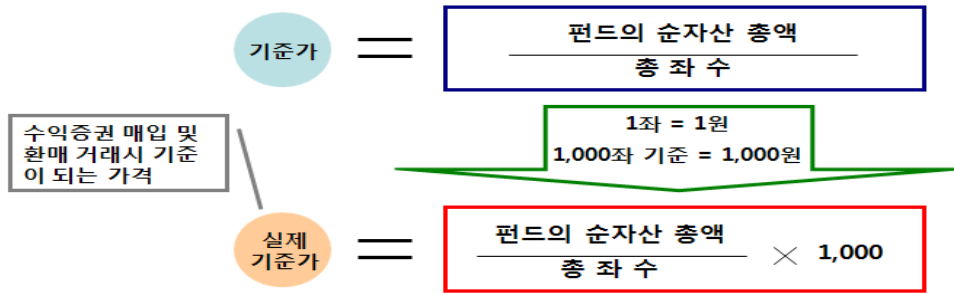 기준가
=
펀드의 순자산 총액
총 좌 수
수익증권 매입 및
환매 거래시 기준
이 되는 가격
1좌 = 1원
1,000좌 기준 = 1,000원
실제
기준가
=
펀드의 순자산 총액
총 좌 수
× 1,000